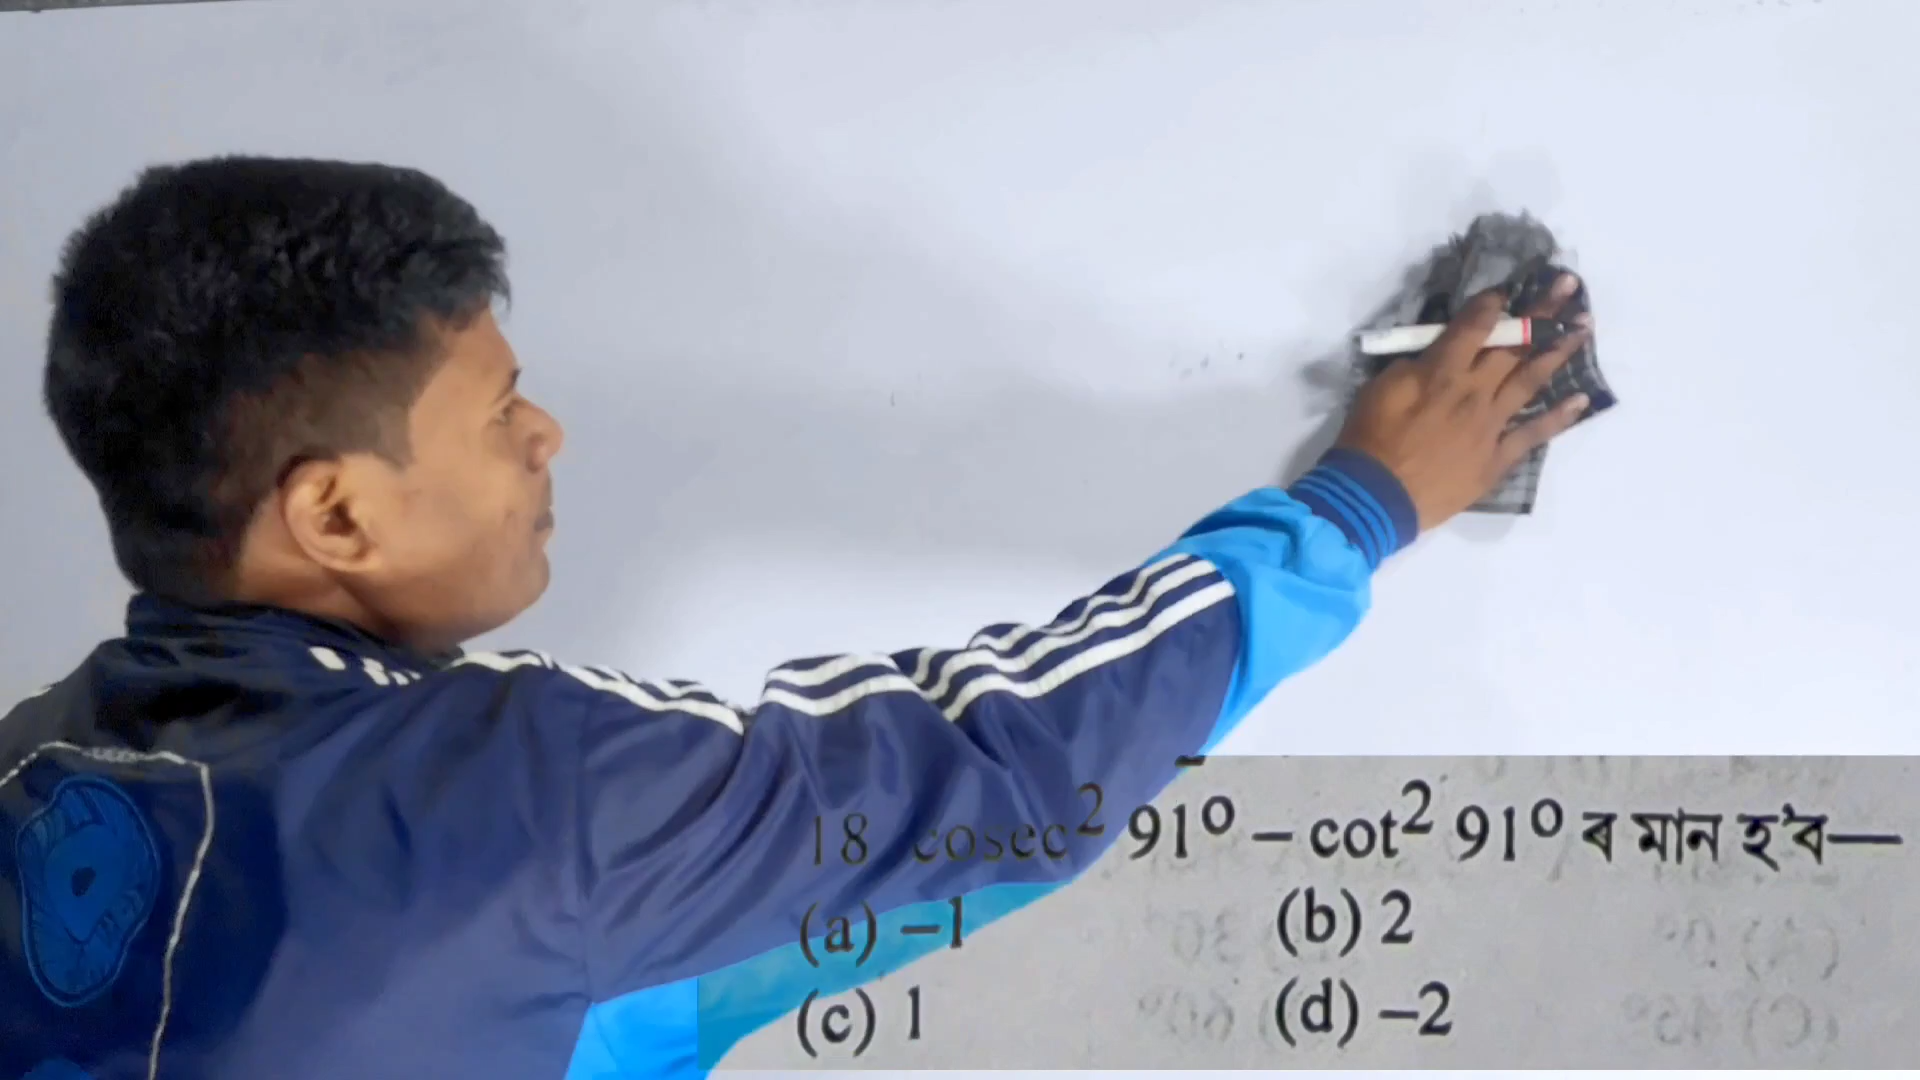 18 cosec² 91° – cot² 91° ৰ মান হ'ব—
(a) –1 (b) 2
(c) 1 (d) –2